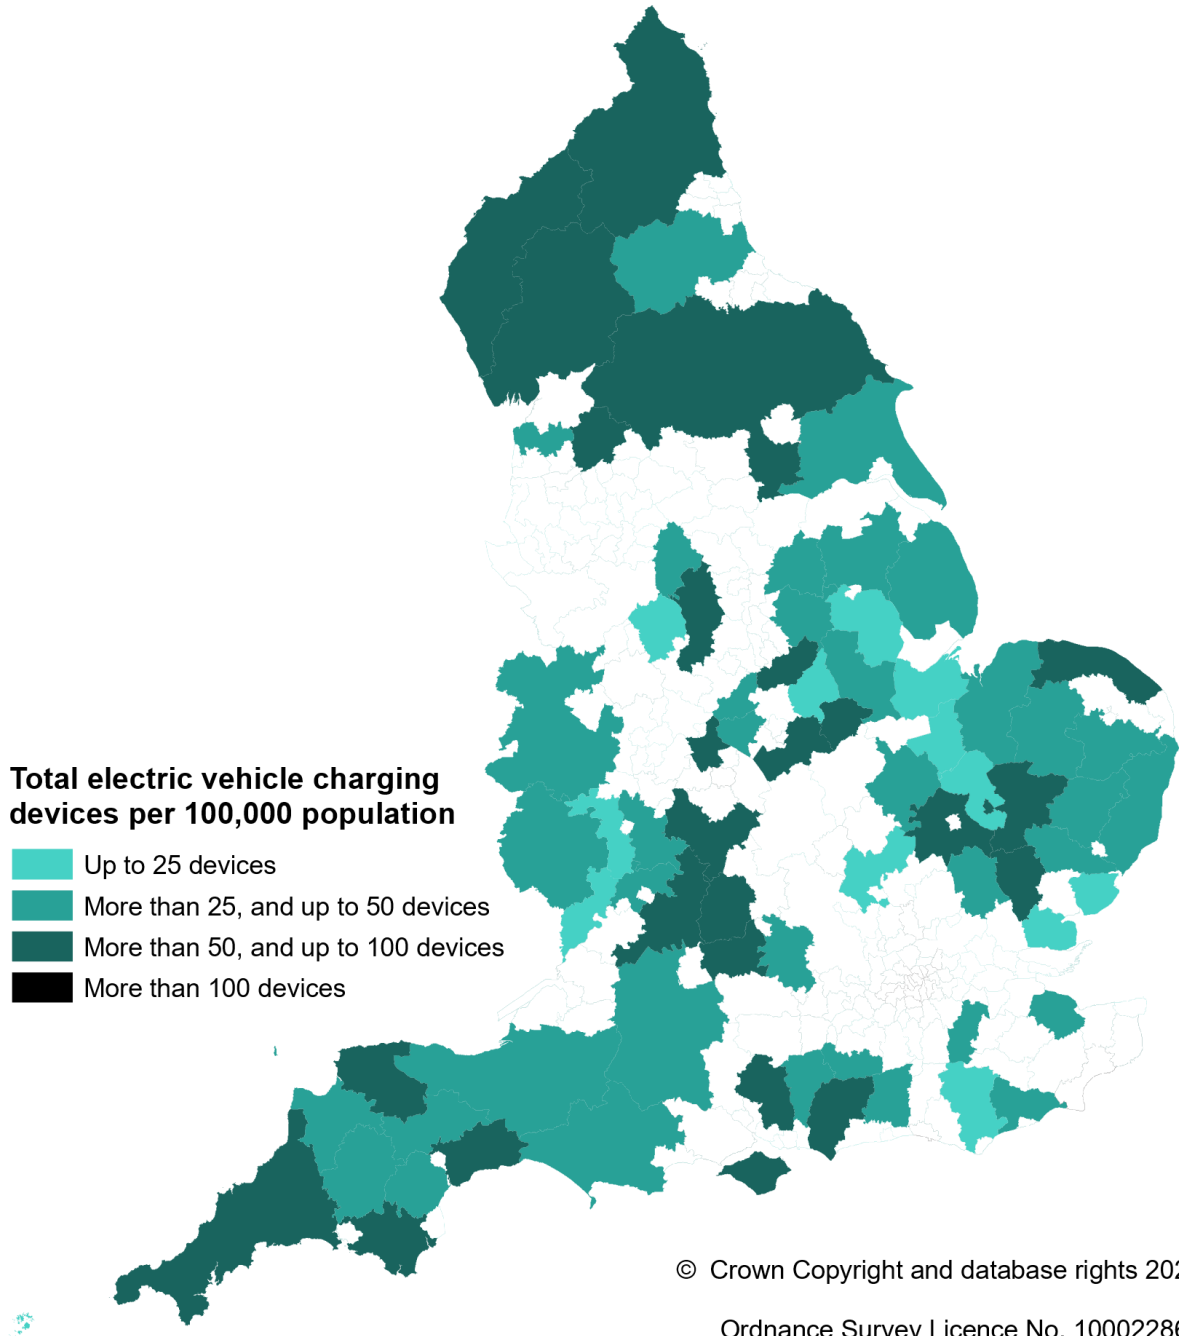 Total electric vehicle charging
devices per 100,000 population
Up to 25 devices
More than 25, and up to 50 devices
More than 50, and up to 100 devices
More than 100 devices
© Crown Copyright and database rights 202
Ordnance Survey Licence No. 10002286